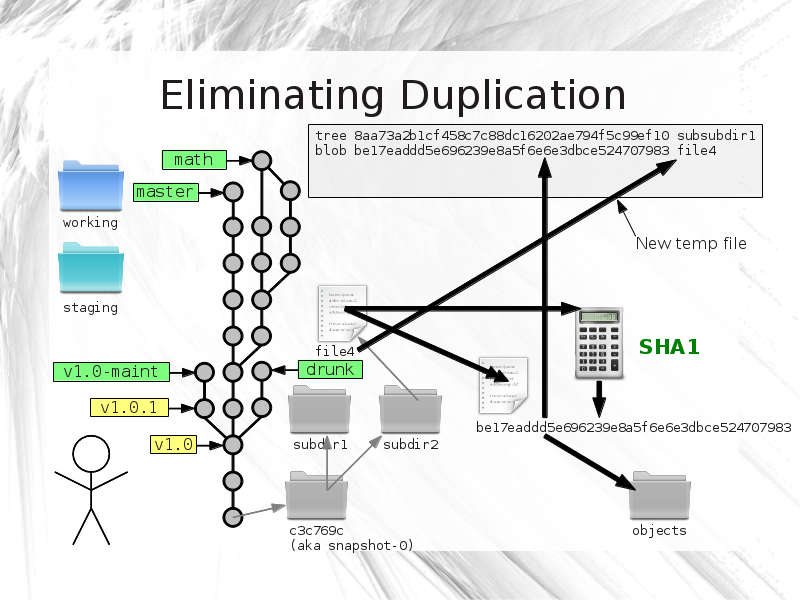 Eliminating Duplication
tree 8aa73a2b1cf458c7c88dc16202ae794f5c99ef10 subsubdir1
blob be17eaddd5e696239e8a5f6e6e3dbce524707983 file4
math
master
working
New temp file
staging
file4
SHA1
v1.0-maint
drunk
v1.0.1
be17eaddd5e696239e8a5f6e6e3dbce524707983
v1.0
subdir1
subdir2
c3c769c
(aka snapshot-0)
objects